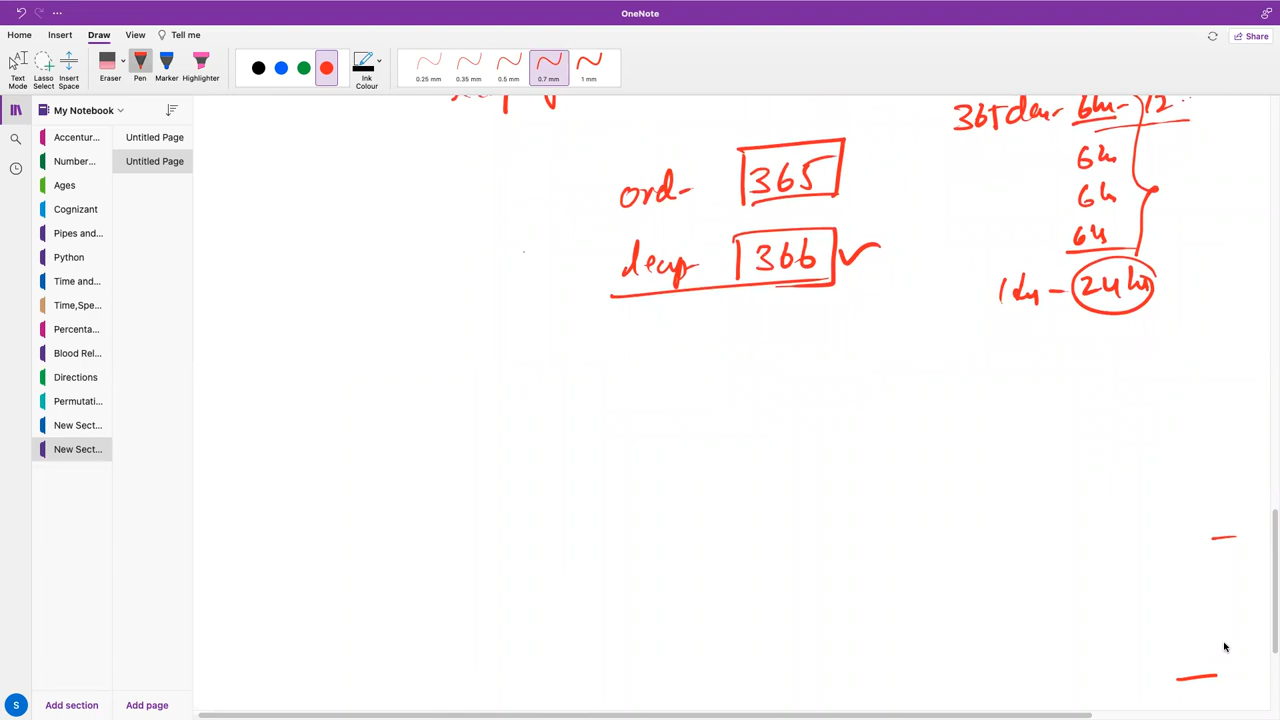 OneNote
Home Insert Draw View Tell me
Share
Text Mode
Lasso Select
Insert Space
Eraser
Pen
Marker
Highlighter
Ink Colour
0.25 mm
0.35 mm
0.5 mm
0.7 mm
1 mm
My Notebook
Accentur...
Number...
Ages
Cognizant
Pipes and...
Python
Time and...
Time,Spe...
Percenta...
Blood Rel...
Directions
Permutati...
New Sect...
New Sect...
Untitled Page
Untitled Page
365 6hr- 12
ord- 365
366
6h
6h
6h
24hr
S
Add section
Add page